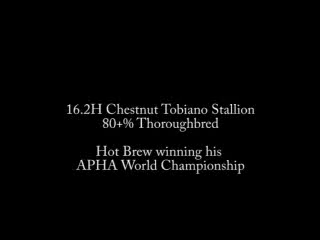 16.2H Chestnut Tobiano Stallion
80+% Thoroughbred
Hot Brew winning his
APHA World Championship